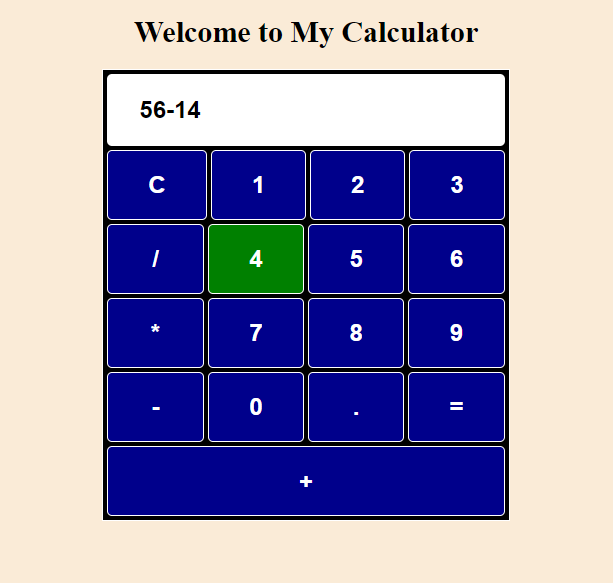 Welcome to My Calculator
56-14
C 1 2 3
/ 4 5 6
* 7 8 9
- 0 . =
+